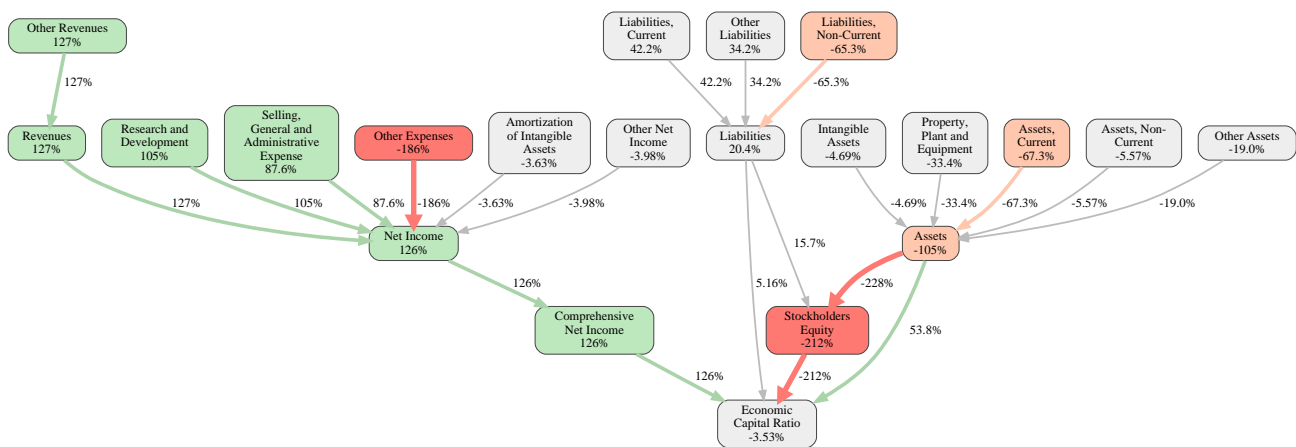 Other Revenues
127%
Liabilities,
Current
42.2%
Other
Liabilities
34.2%
Liabilities,
Non-Current
-65.3%
127%
42.2%
34.2%
-65.3%
Revenues
127%
Research and
Development
105%
Selling,
General and
Administrative
Expense
87.6%
Other Expenses
-186%
Amortization
of Intangible
Assets
-3.63%
Other Net
Income
-3.98%
Liabilities
20.4%
Intangible
Assets
-4.69%
Property,
Plant and
Equipment
-33.4%
Assets,
Current
-67.3%
Assets, Non-
Current
-5.57%
Other Assets
-19.0%
127%
105%
87.6%
-186%
-3.63%
-3.98%
-4.69%
-33.4%
-67.3%
-5.57%
-19.0%
Net Income
126%
Assets
-105%
126%
5.16%
15.7%
-228%
53.8%
Comprehensive
Net Income
126%
Stockholders
Equity
-212%
126%
-212%
Economic
Capital Ratio
-3.53%